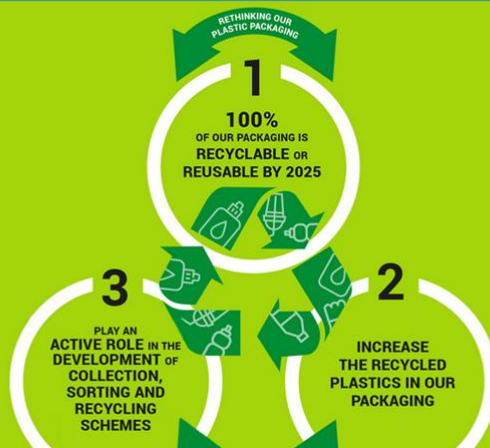 RETHINKING OUR
PLASTIC PACKAGING
1
100%
OF OUR PACKAGING IS
RECYCLABLE OR
REUSABLE BY 2025
2
INCREASE
THE RECYCLED
PLASTICS IN OUR
PACKAGING
3
PLAY AN
ACTIVE ROLE IN THE
DEVELOPMENT OF
COLLECTION,
SORTING AND
RECYCLING
SCHEMES